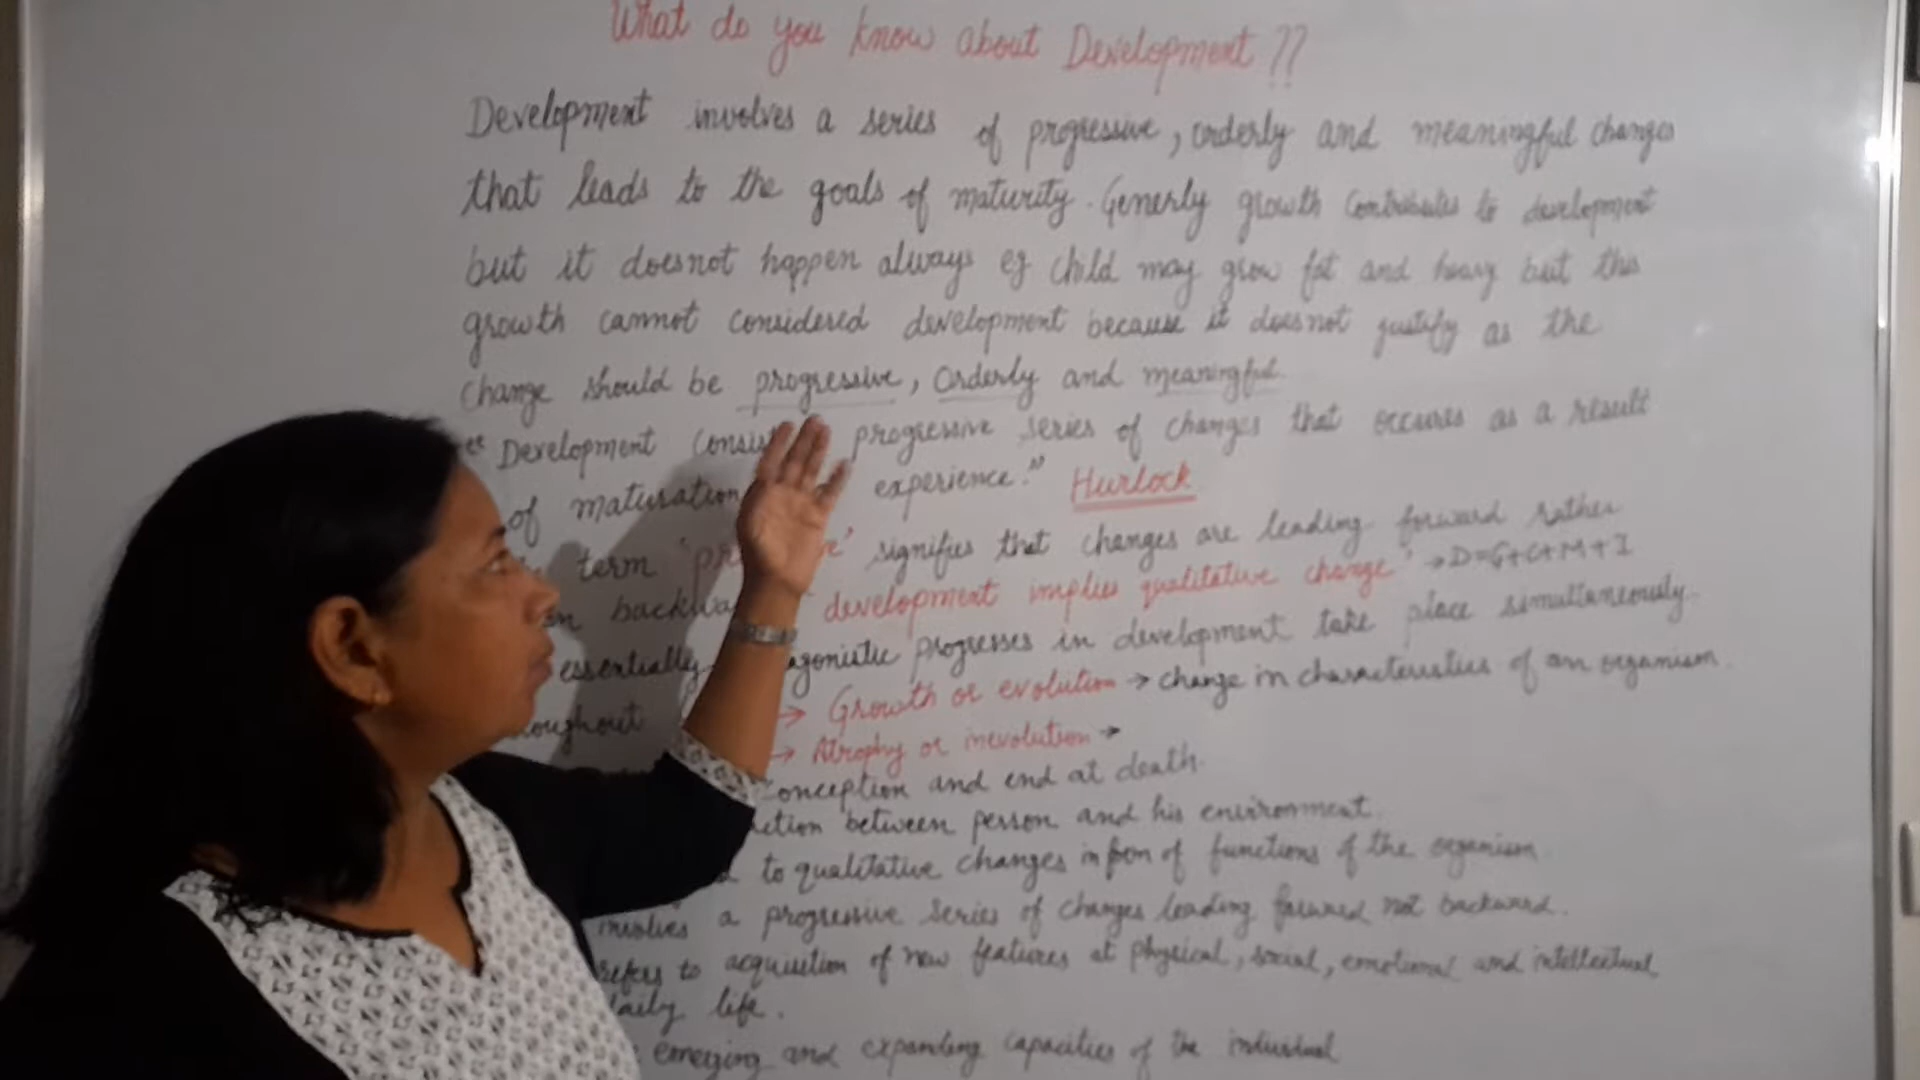 What do you know about Development ??
Development involves a series of progressive, orderly and meaningful changes
that leads to the goals of maturity. Generly growth contributes to development
but it doesnot happen always eg child may grow fat and heavy but this
growth cannot considered development because it doesnot justify as the
change should be progressive, Orderly and meaningful.
"Development Consist progressive series of changes that occures as a result
of maturation experience." Hurlock
term signifies that changes are leading forward rather
development implies qualitative change" → D=G+C+M+I
essentially progresses in development take place simultaneously.
→ Growth or evolution → change in characteristics of an organism.
→ Atrophy or inevolution →
conception and end at death.
between person and his environment.
to qualitative changes in of functions of the organism.
involves a progressive series of changes leading forward not backward.
refers to acquisition of new features at physical, social, emotional and intellectual
daily life.
emerging and expanding capacities of the individual